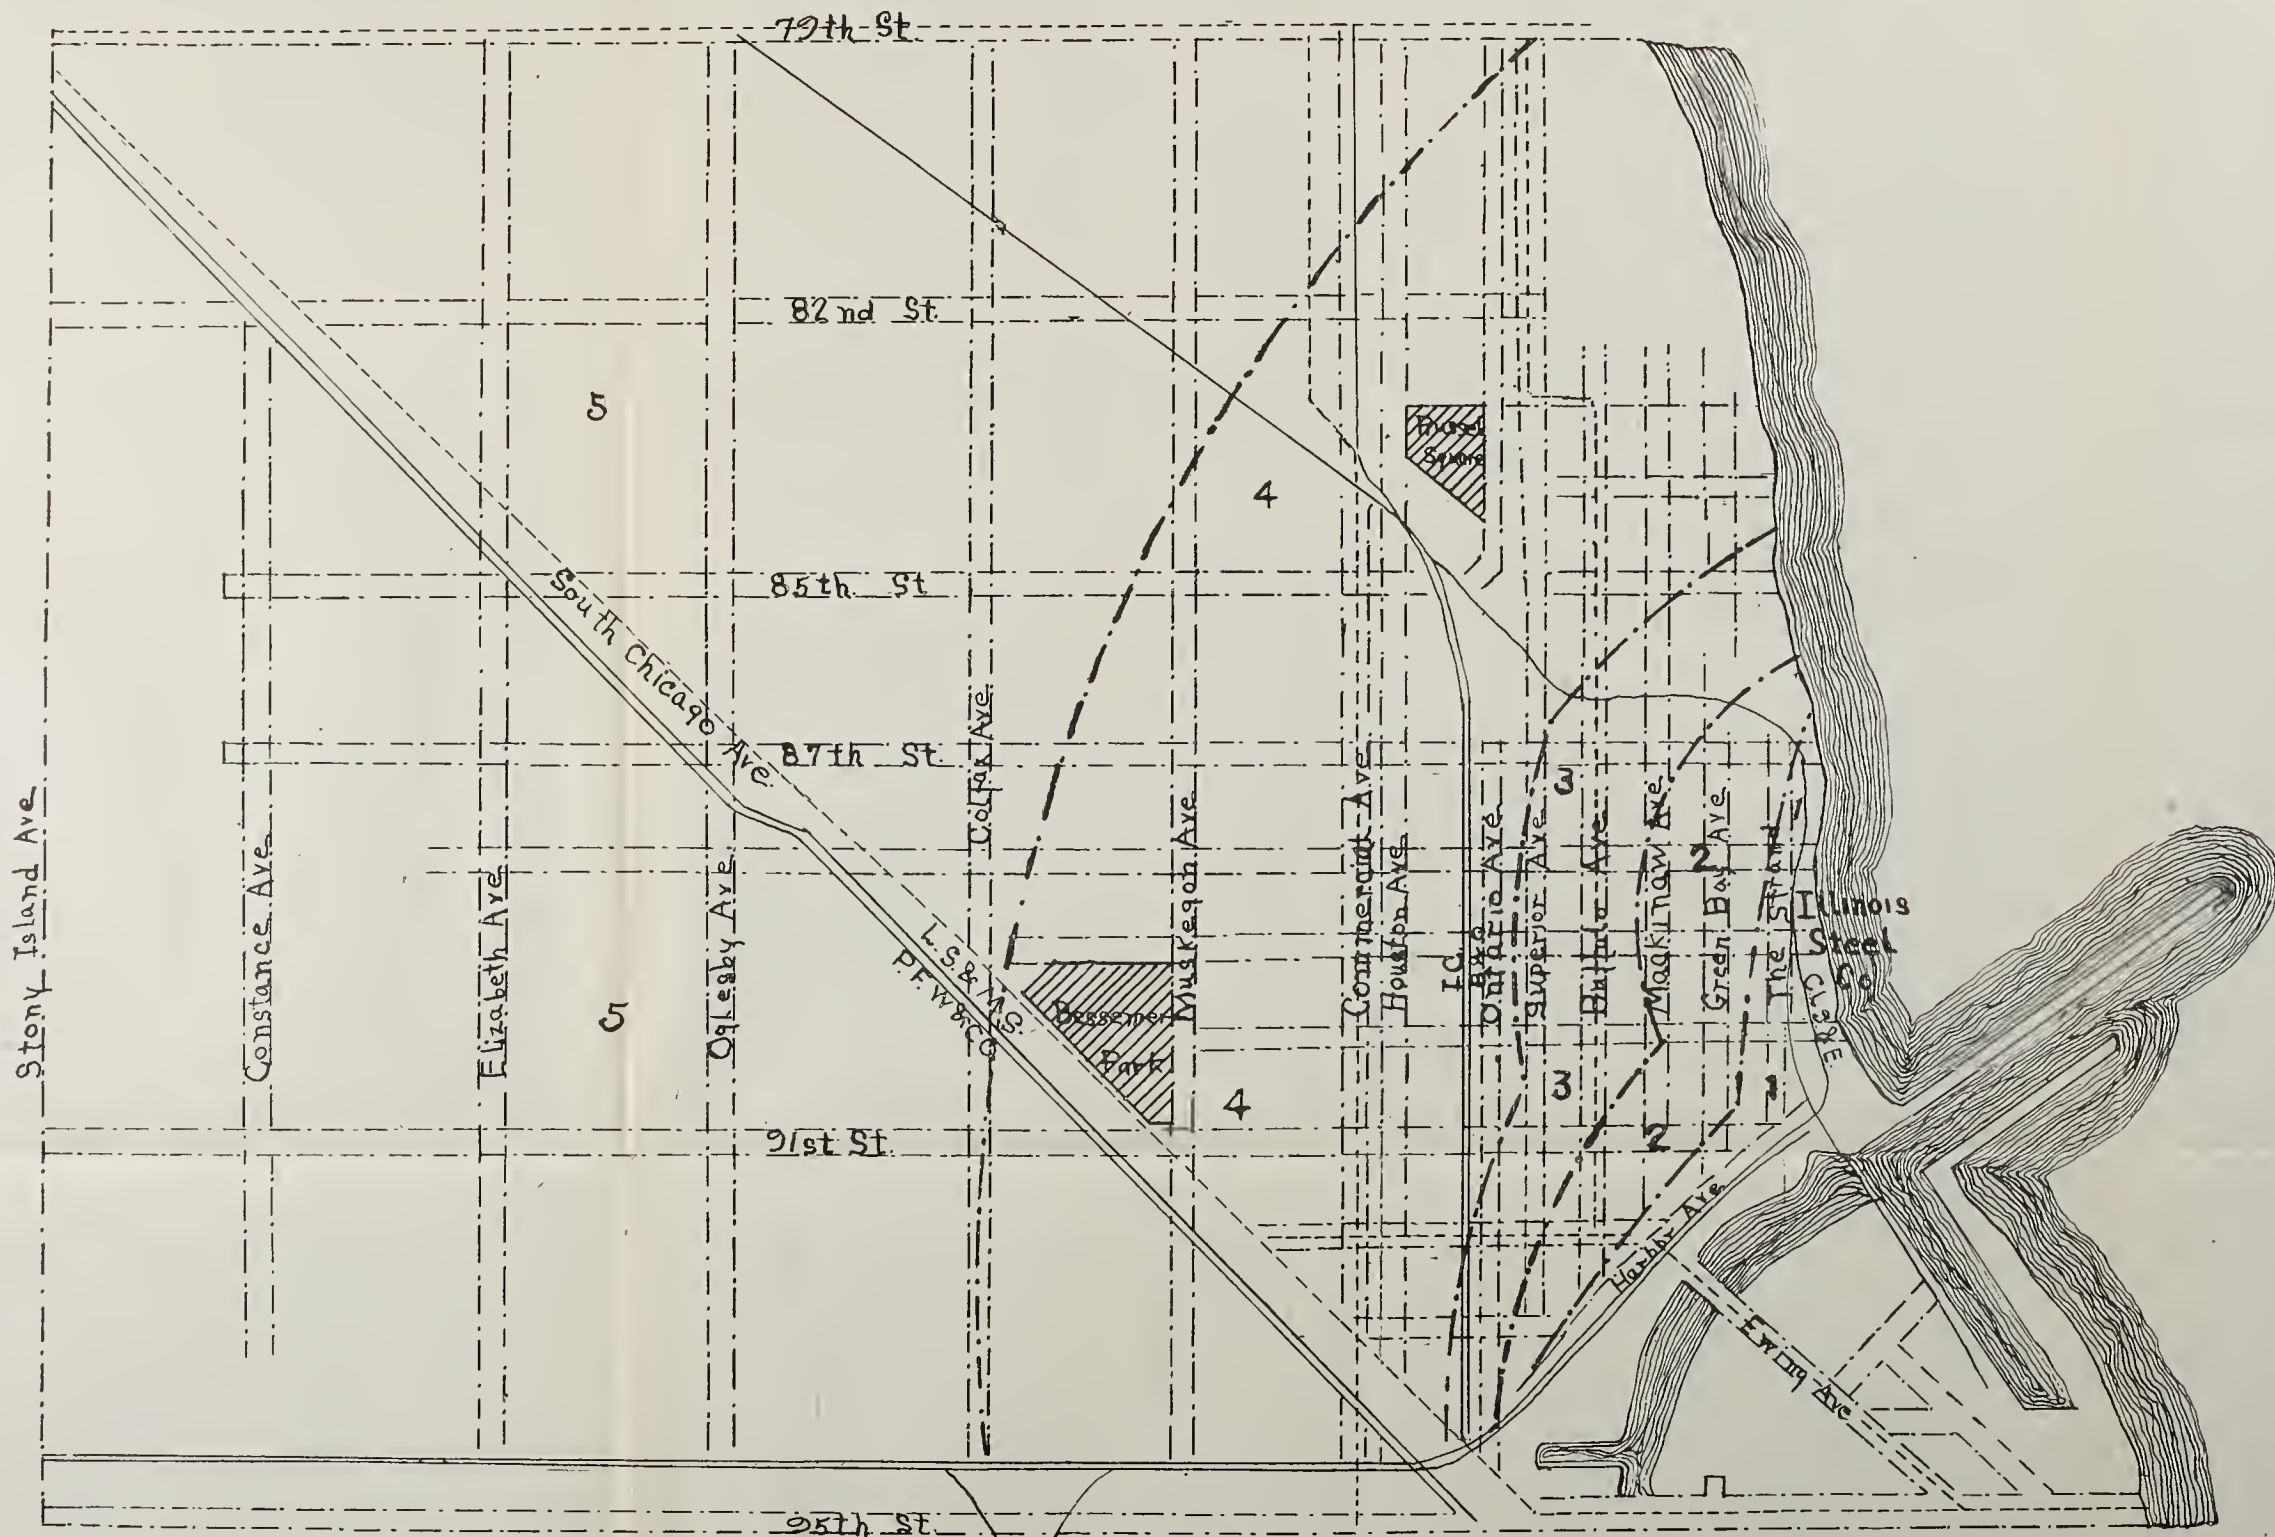 79th St
82nd St.
5
4
Russel
Square
85th St
South Chicago Ave.
87th St
3
Stony Island Ave
Constance Ave
Elizabeth Ave
Oglesby Ave
Colfax Ave
Muskegon Ave
Commercial Ave
Houston Ave
I.C.
B&O
Ontario Ave
Superior Ave
Buffalo Ave
Mackinaw Ave
2
Green Bay Ave
The Strand
Illinois
Steel
Co
C.L.S.&E.
L.S.& M.S.
P.F.W.&C.
5
Bessemer
Park
4
3
1
2
91st St.
Harbor Ave
Ewing Ave
95th St.